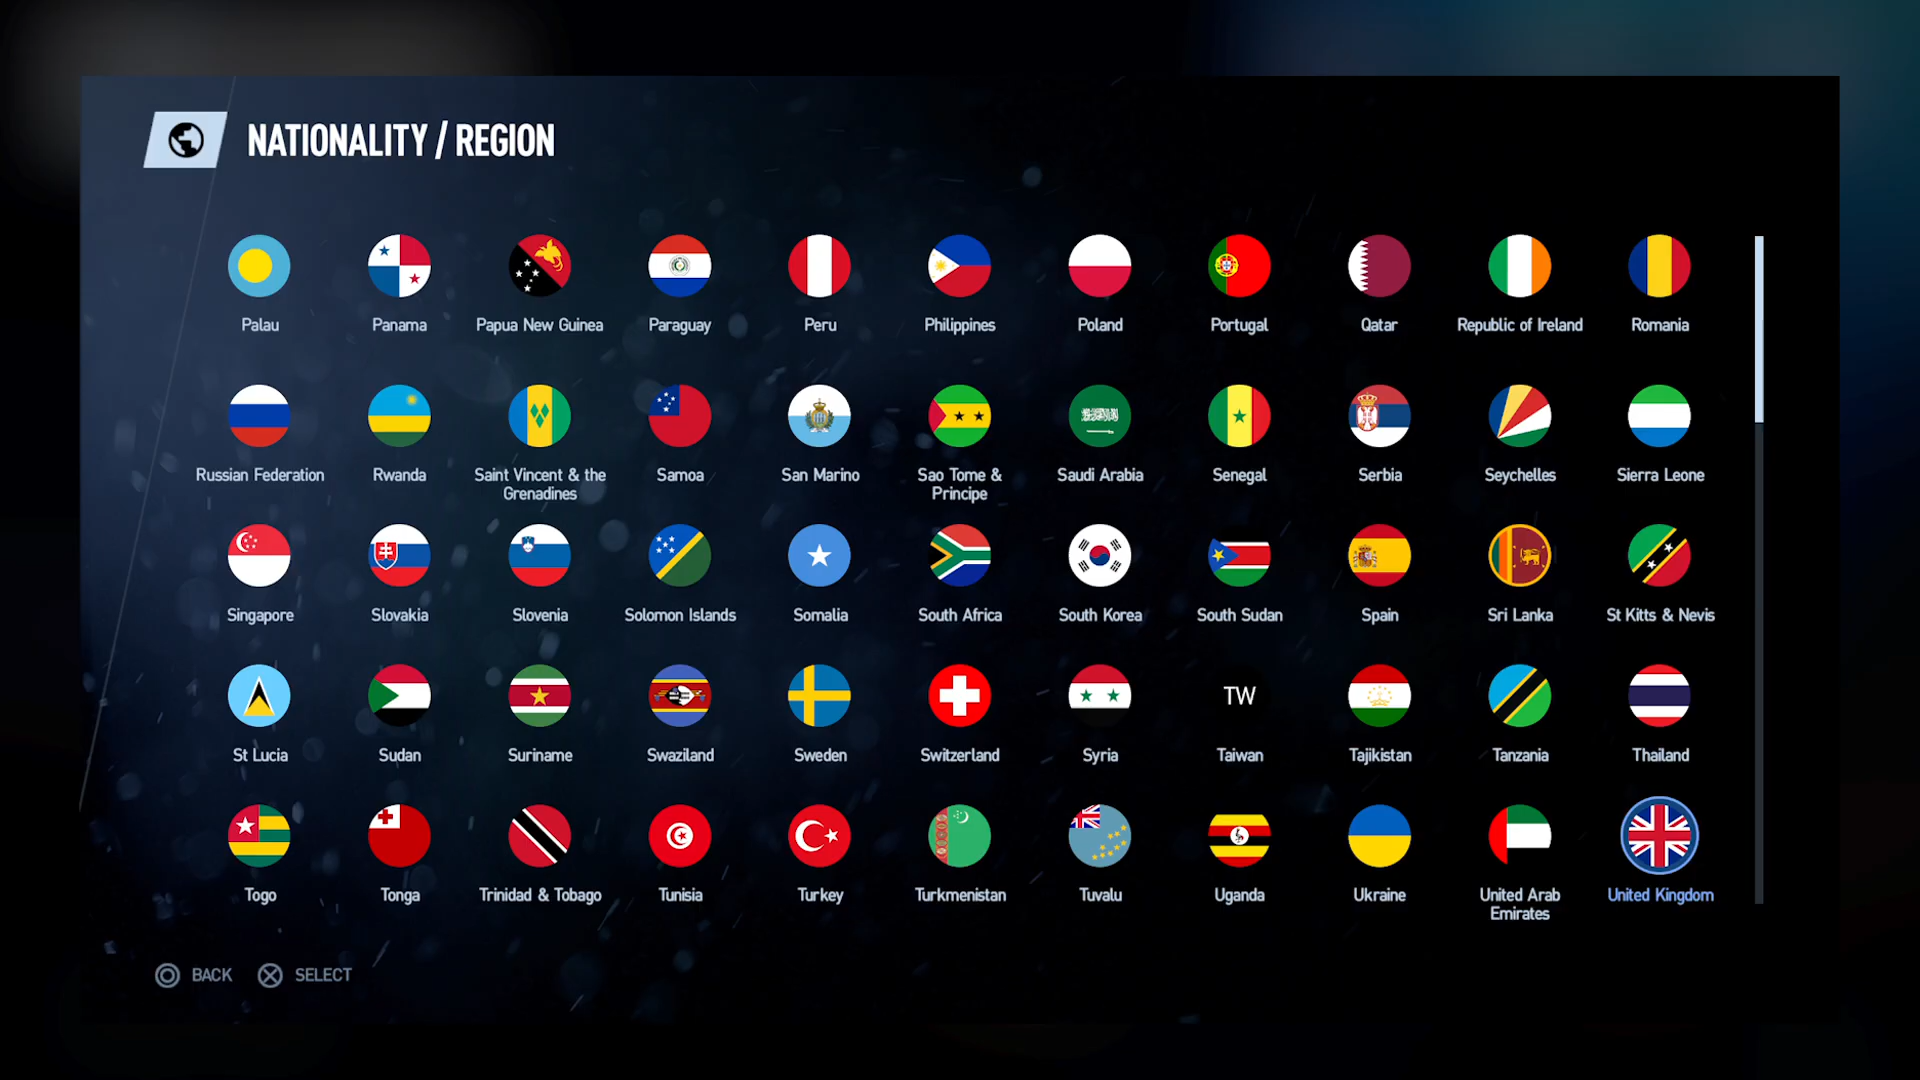 NATIONALITY / REGION
Palau
Panama
Papua New Guinea
Paraguay
Peru
Philippines
Poland
Portugal
Qatar
Republic of Ireland
Romania
Russian Federation
Rwanda
Saint Vincent & the
Grenadines
Samoa
San Marino
Sao Tome &
Principe
Saudi Arabia
Senegal
Serbia
Seychelles
Sierra Leone
Singapore
Slovakia
Slovenia
Solomon Islands
Somalia
South Africa
South Korea
South Sudan
Spain
Sri Lanka
St Kitts & Nevis
St Lucia
Sudan
Suriname
Swaziland
Sweden
Switzerland
Syria
TW
Taiwan
Tajikistan
Tanzania
Thailand
Togo
Tonga
Trinidad & Tobago
Tunisia
Turkey
Turkmenistan
Tuvalu
Uganda
Ukraine
United Arab
Emirates
United Kingdom
BACK
SELECT